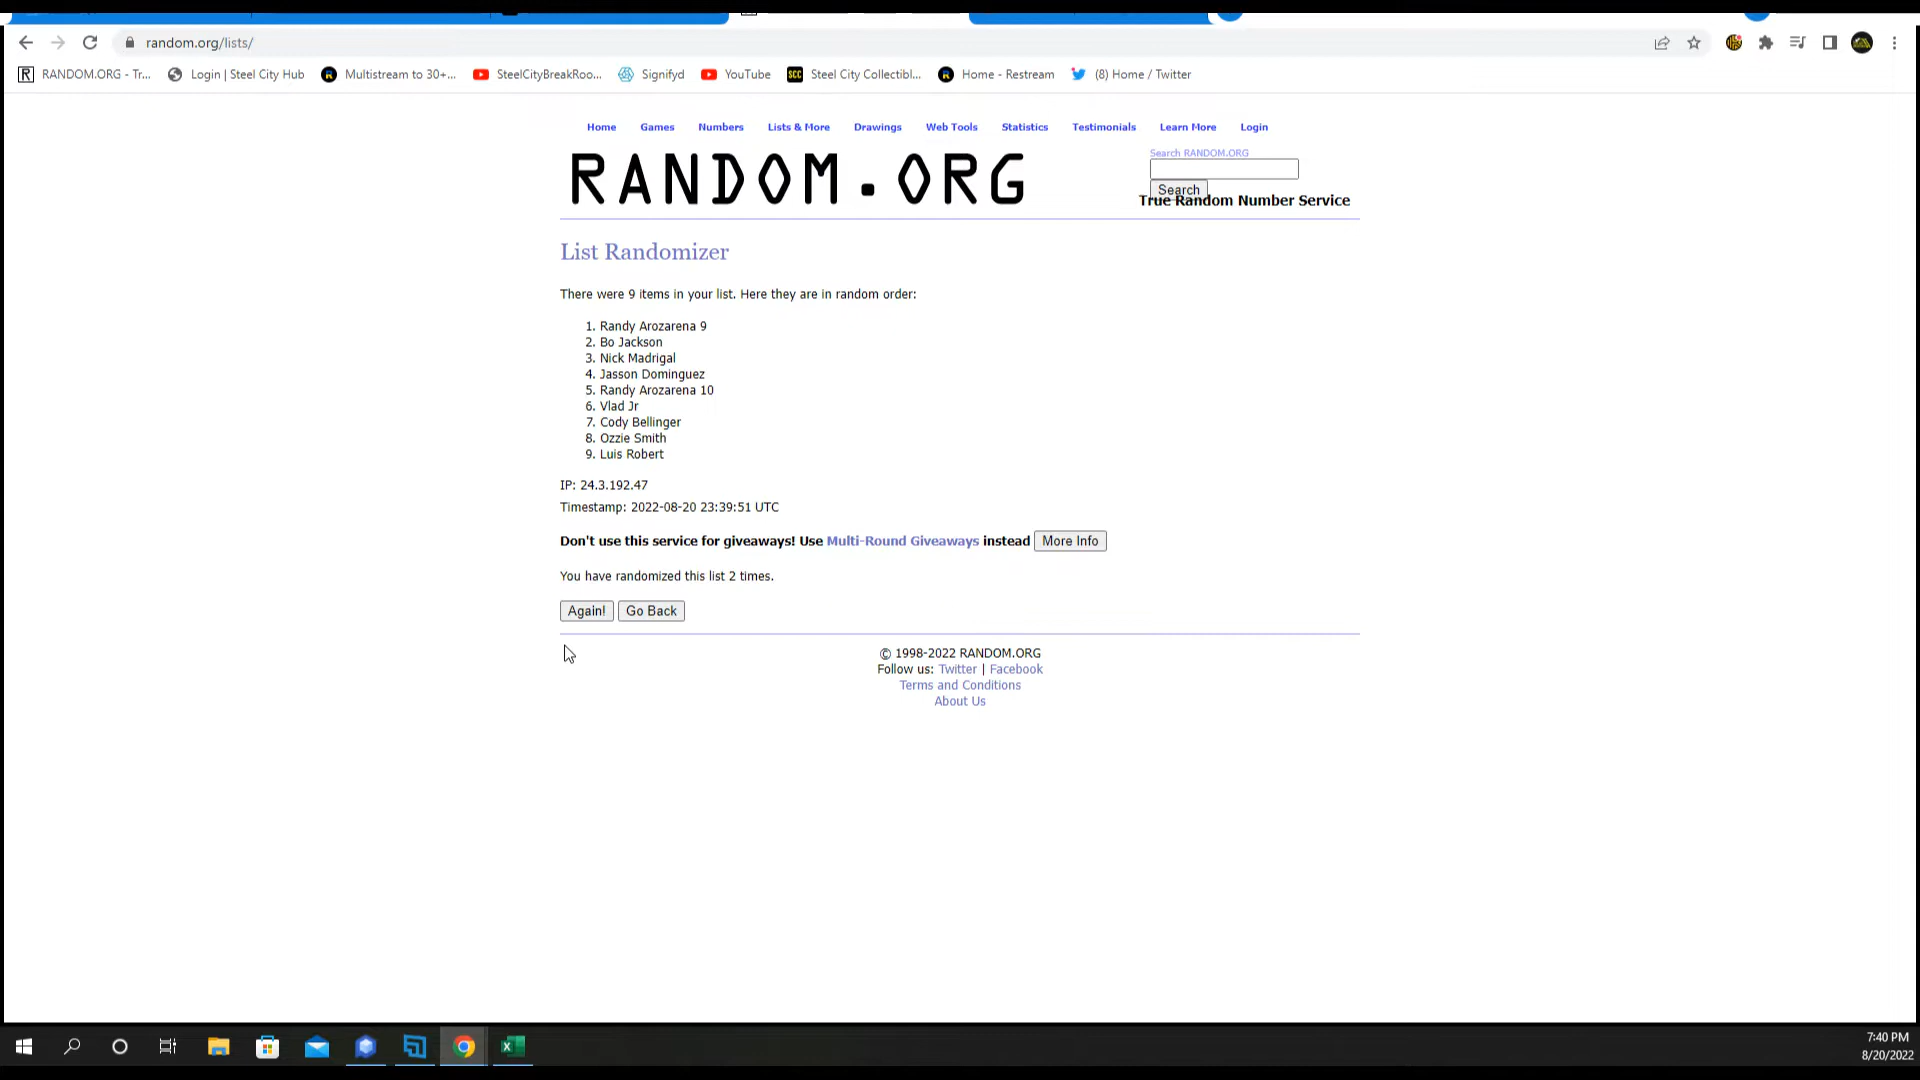 random.org/lists/
RANDOM.ORG - Tr... Login | Steel City Hub Multistream to 30+... SteelCityBreakRoo... Signifyd YouTube SCC Steel City Collectibl... Home - Restream (8) Home / Twitter
Home Games Numbers Lists & More Drawings Web Tools Statistics Testimonials Learn More Login
Search RANDOM.ORG
RANDOM.ORG
Search
True Random Number Service
List Randomizer
There were 9 items in your list. Here they are in random order:
1. Randy Arozarena 9
2. Bo Jackson
3. Nick Madrigal
4. Jasson Dominguez
5. Randy Arozarena 10
6. Vlad Jr
7. Cody Bellinger
8. Ozzie Smith
9. Luis Robert
IP: 24.3.192.47
Timestamp: 2022-08-20 23:39:51 UTC
Don't use this service for giveaways! Use Multi-Round Giveaways instead More Info
You have randomized this list 2 times.
Again! Go Back
© 1998-2022 RANDOM.ORG
Follow us: Twitter | Facebook
Terms and Conditions
About Us
7:40 PM
8/20/2022